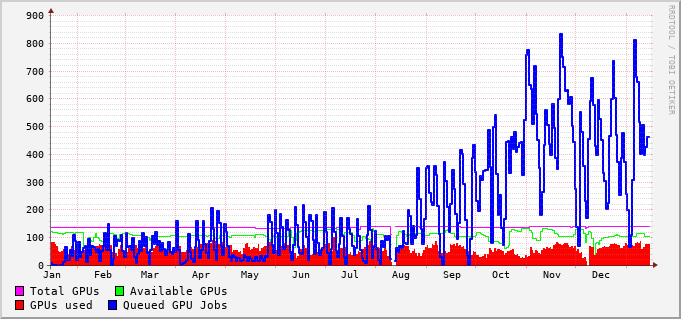 900
800
700
600
500
400
300
200
100
0
Jan Feb Mar Apr May Jun Jul Aug Sep Oct Nov Dec
Total GPUs Available GPUs
GPUs used Queued GPU Jobs
RRDTOOL / TOBI OETIKER